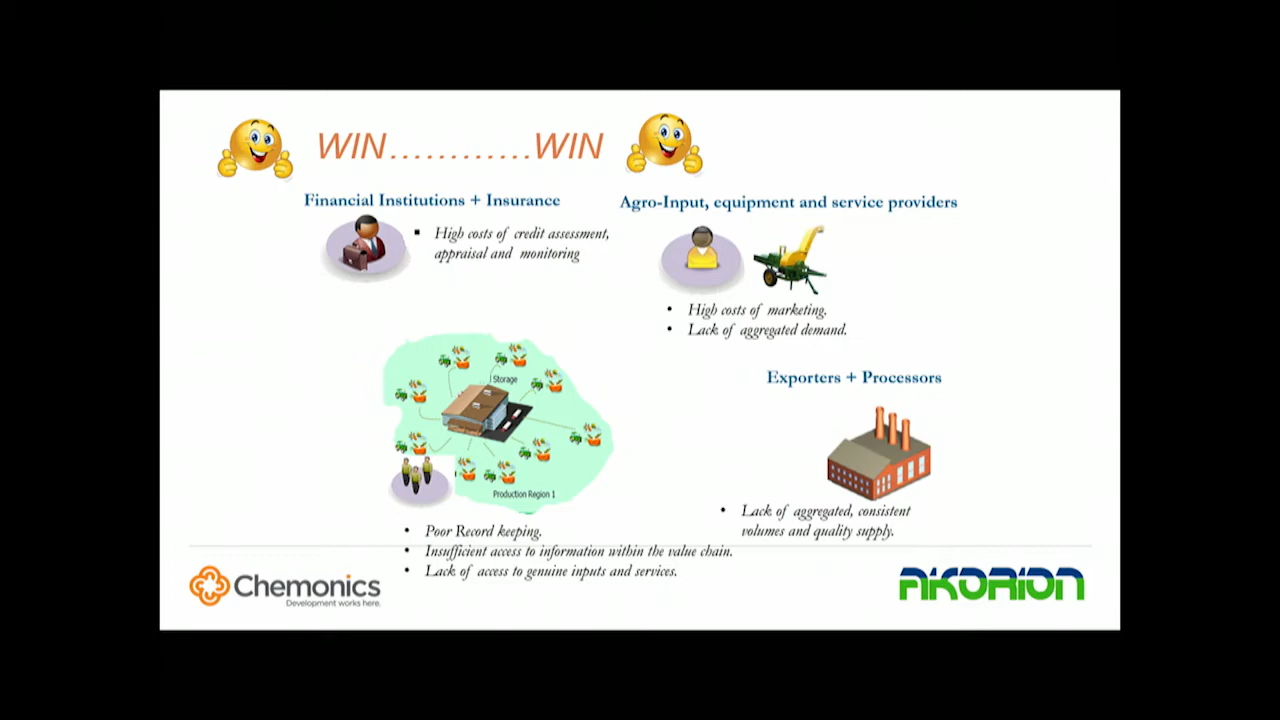 WIN............WIN
Financial Institutions + Insurance
▪ High costs of credit assessment,
appraisal and monitoring
Agro-Input, equipment and service providers
• High costs of marketing.
• Lack of aggregated demand.
Storage
Production Region 1
• Poor Record keeping.
• Insufficient access to information within the value chain.
• Lack of access to genuine inputs and services.
Exporters + Processors
• Lack of aggregated, consistent
volumes and quality supply.
Chemonics
Development works here.
AKORION